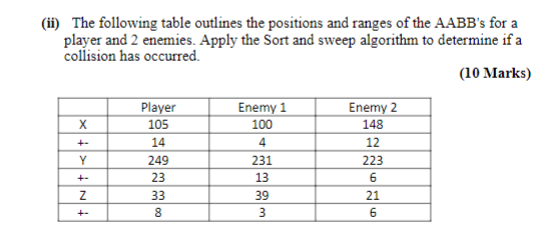 (ii) The following table outlines the positions and ranges of the AABB's for a
player and 2 enemies. Apply the Sort and sweep algorithm to determine if a
collision has occurred.
(10 Marks)
Player Enemy 1 Enemy 2
X 105 100 148
+- 14 4 12
Y 249 231 223
+- 23 13 6
Z 33 39 21
+- 8 3 6